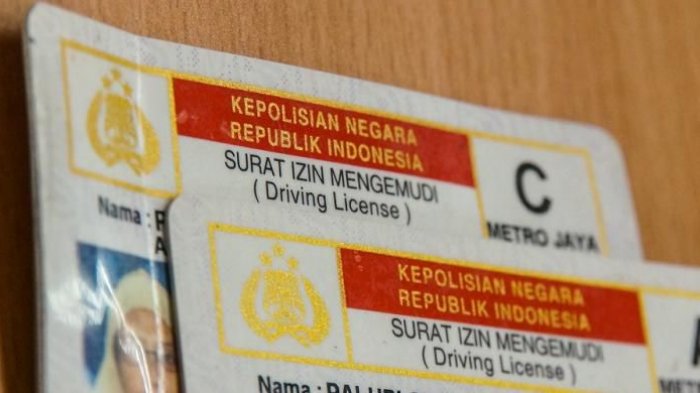 KEPOLISIAN NEGARA
REPUBLIK INDONESIA
SURAT IZIN MENGEMUDI
( Driving License )
C
METRO JAYA
Nama :
KEPOLISIAN NEGARA
REPUBLIK INDONESIA
SURAT IZIN MENGEMUDI
( Driving License )
Nama :